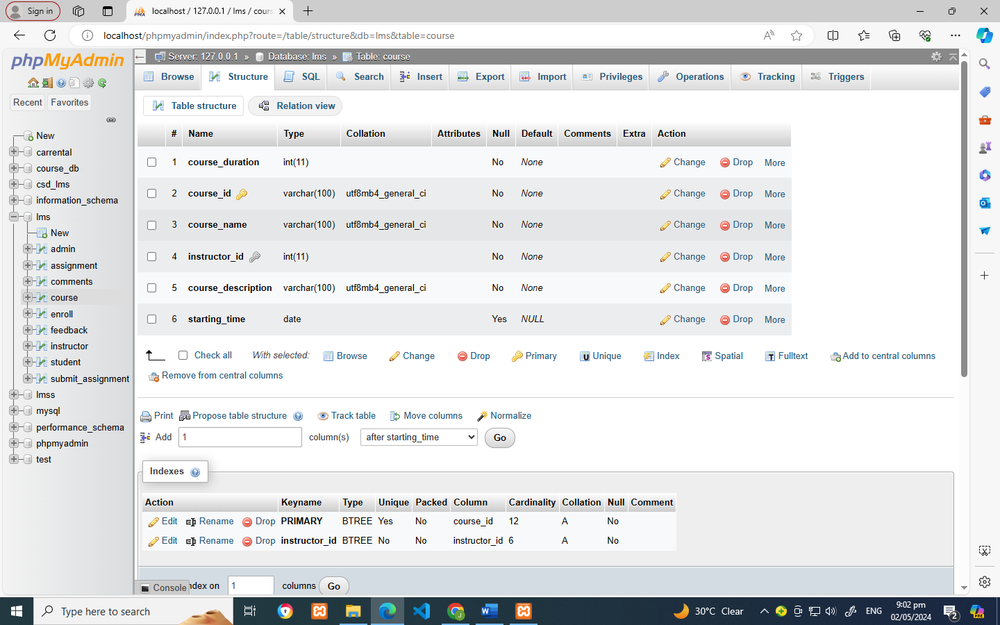 Sign in
localhost / 127.0.0.1 / lms / cours
localhost/phpmyadmin/index.php?route=/table/structure&db=lms&table=course
phpMyAdmin
Recent Favorites
New
carrental
course_db
csd_lms
information_schema
lms
New
admin
assignment
comments
course
enroll
feedback
instructor
student
submit_assignment
lmss
mysql
performance_schema
phpmyadmin
test
Server: 127.0.0.1 » Database: lms » Table: course
Browse Structure SQL Search Insert Export Import Privileges Operations Tracking Triggers
Table structure Relation view
# Name Type Collation Attributes Null Default Comments Extra Action
1 course_duration int(11) No None Change Drop More
2 course_id varchar(100) utf8mb4_general_ci No None Change Drop More
3 course_name varchar(100) utf8mb4_general_ci No None Change Drop More
4 instructor_id int(11) No None Change Drop More
5 course_description varchar(100) utf8mb4_general_ci No None Change Drop More
6 starting_time date Yes NULL Change Drop More
Check all With selected: Browse Change Drop Primary Unique Index Spatial Fulltext Add to central columns
Remove from central columns
Print Propose table structure Track table Move columns Normalize
Add 1 column(s) after starting_time Go
Indexes
Action Keyname Type Unique Packed Column Cardinality Collation Null Comment
Edit Rename Drop PRIMARY BTREE Yes No course_id 12 A No
Edit Rename Drop instructor_id BTREE No No instructor_id 6 A No
Console ndex on 1 columns Go
Type here to search
30°C Clear
ENG
9:02 pm
02/05/2024
2
PRE